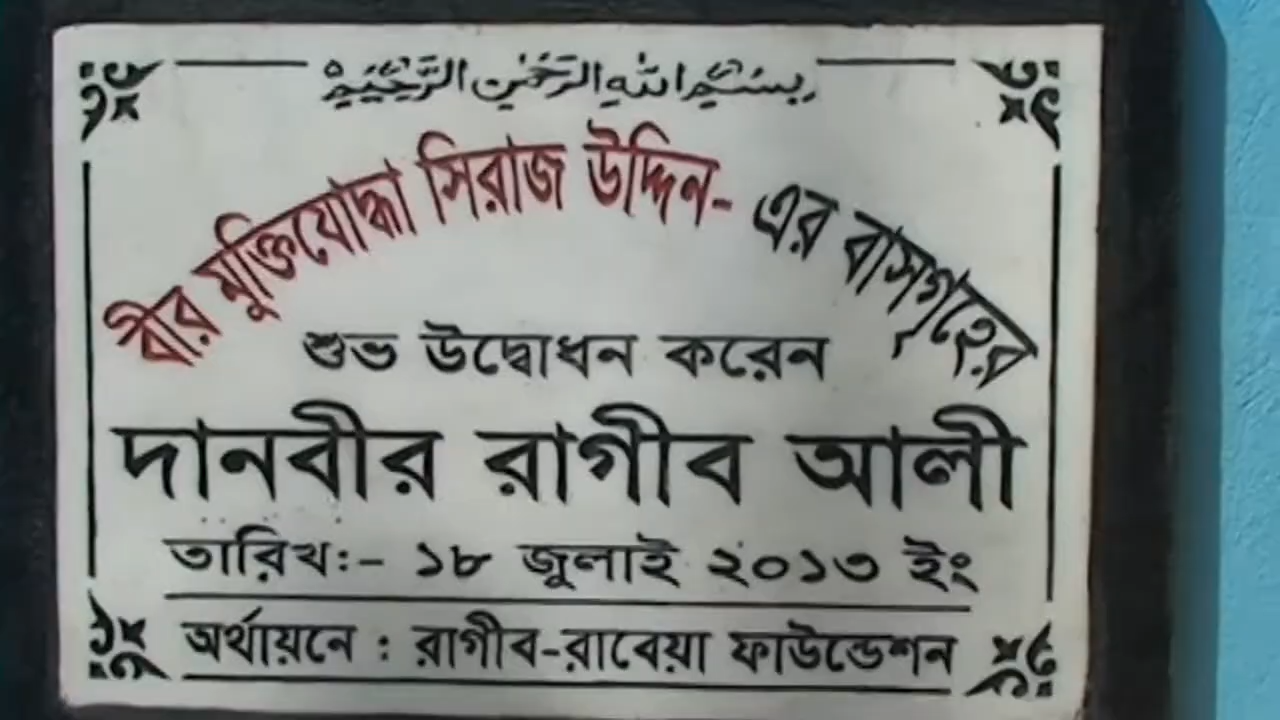 بسم الله الرحمن الرحيم
বীর মুক্তিযোদ্ধা সিরাজ উদ্দিন- এর বাসগৃহের
শুভ উদ্বোধন করেন
দানবীর রাগীব আলী
তারিখঃ- ১৮ জুলাই ২০১৩ ইং
অর্থায়নে : রাগীব-রাবেয়া ফাউন্ডেশন